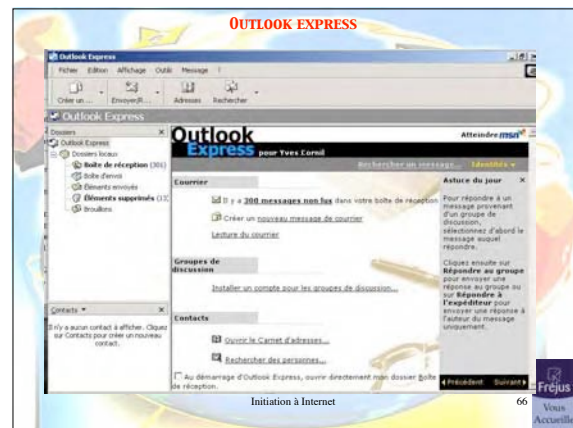 OUTLOOK EXPRESS
Outlook Express
Fichier Edition Affichage Outils Message ?
Créer un ... Envoyer/R... Adresses Rechercher
Outlook Express
Dossiers ×
Outlook Express
Dossiers locaux
Boîte de réception (301)
Boîte d'envoi
Éléments envoyés
Éléments supprimés (13)
Brouillons
Contacts ×
Il n'y a aucun contact à afficher. Cliquez
sur Contacts pour créer un nouveau
contact.
Outlook
Express pour Yves Cornil
Atteindre msn
Rechercher un message... Identités
Courrier
Il y a 300 messages non lus dans votre boîte de réception
Créer un nouveau message de courrier
Lecture du courrier
Groupes de
discussion
Installer un compte pour les groupes de discussion...
Contacts
Ouvrir le Carnet d'adresses...
Rechercher des personnes...
Au démarrage d'Outlook Express, ouvrir directement mon dossier Boîte
de réception.
Astuce du jour ×
Pour répondre à un
message provenant
d'un groupe de
discussion,
sélectionnez d'abord le
message auquel
répondre.
Cliquez ensuite sur
Répondre au groupe
pour envoyer une
réponse au groupe ou
sur Répondre à
l'expéditeur pour
envoyer une réponse à
l'auteur du message
uniquement.
Précédent Suivant
Initiation à Internet
66
Fréjus
Vous
Accueille